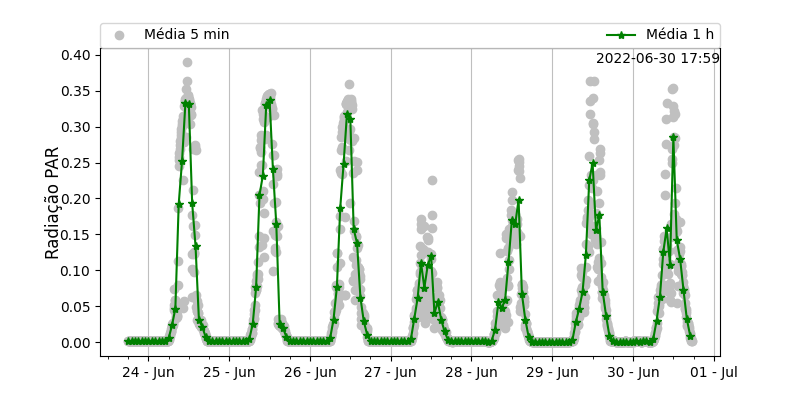 Média 5 min
Média 1 h
2022-06-30 17:59
Radiação PAR
0.40
0.35
0.30
0.25
0.20
0.15
0.10
0.05
0.00
24 - Jun
25 - Jun
26 - Jun
27 - Jun
28 - Jun
29 - Jun
30 - Jun
01 - Jul